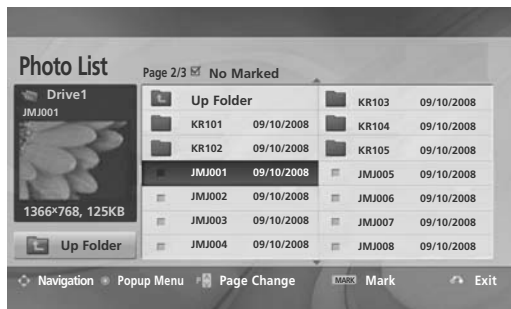 Photo List
Page 2/3 No Marked
Drive1
JMJ001
1366×768, 125KB
Up Folder
Up Folder
KR101 09/10/2008
KR102 09/10/2008
JMJ001 09/10/2008
JMJ002 09/10/2008
JMJ003 09/10/2008
JMJ004 09/10/2008
KR103 09/10/2008
KR104 09/10/2008
KR105 09/10/2008
JMJ005 09/10/2008
JMJ006 09/10/2008
JMJ007 09/10/2008
JMJ008 09/10/2008
Navigation Popup Menu P Page Change MARK Mark Exit